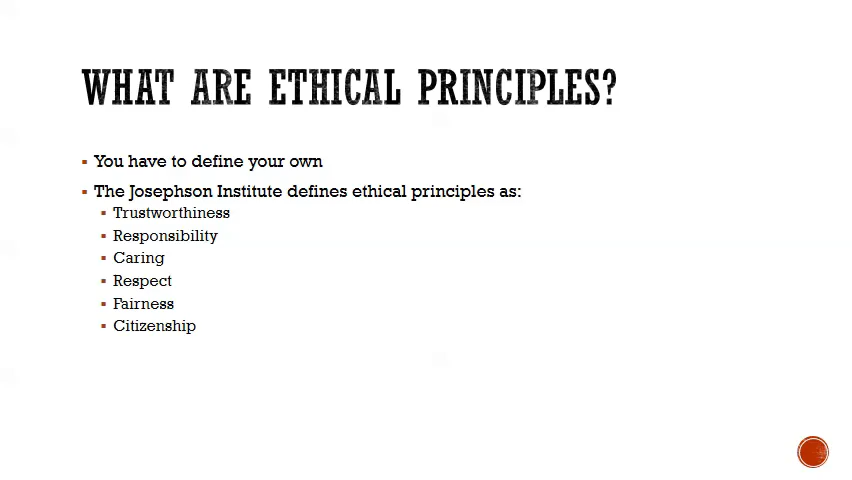 WHAT ARE ETHICAL PRINCIPLES?
You have to define your own
The Josephson Institute defines ethical principles as:
Trustworthiness
Responsibility
Caring
Respect
Fairness
Citizenship